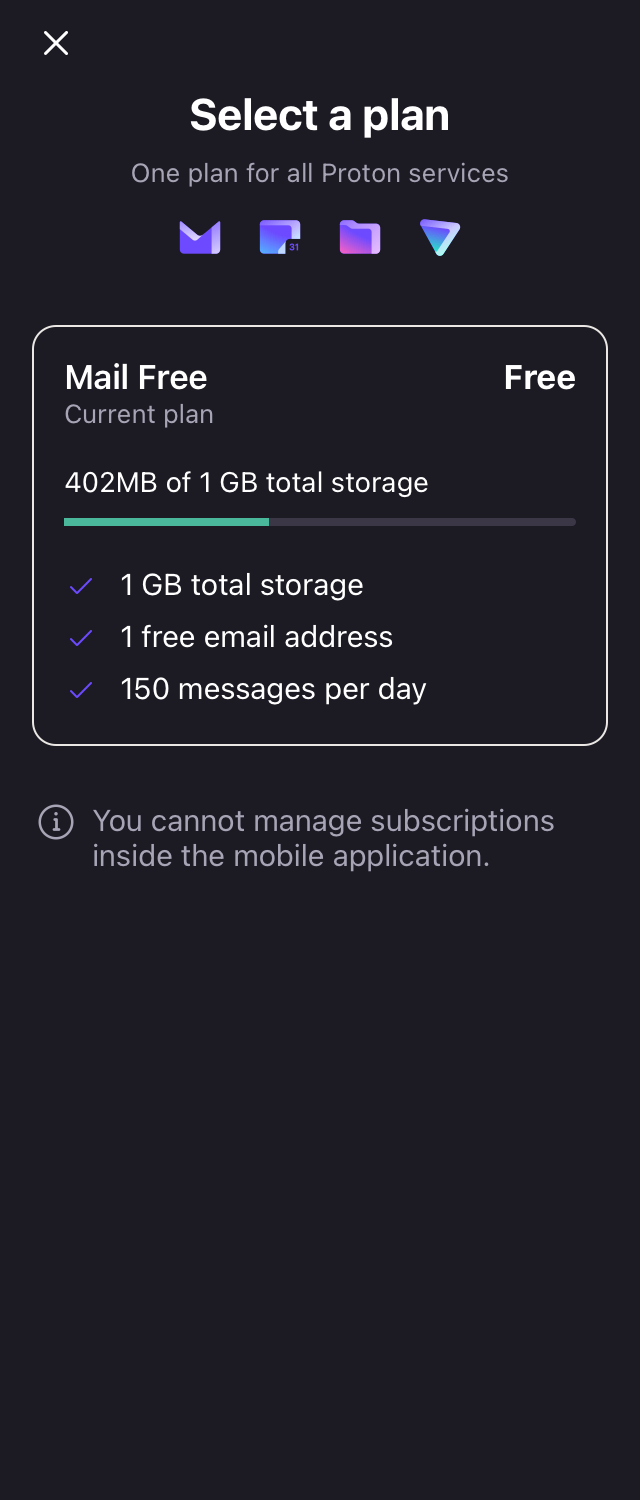 Select a plan
One plan for all Proton services
31
Mail Free
Free
Current plan
402MB of 1 GB total storage
1 GB total storage
1 free email address
150 messages per day
You cannot manage subscriptions
inside the mobile application.